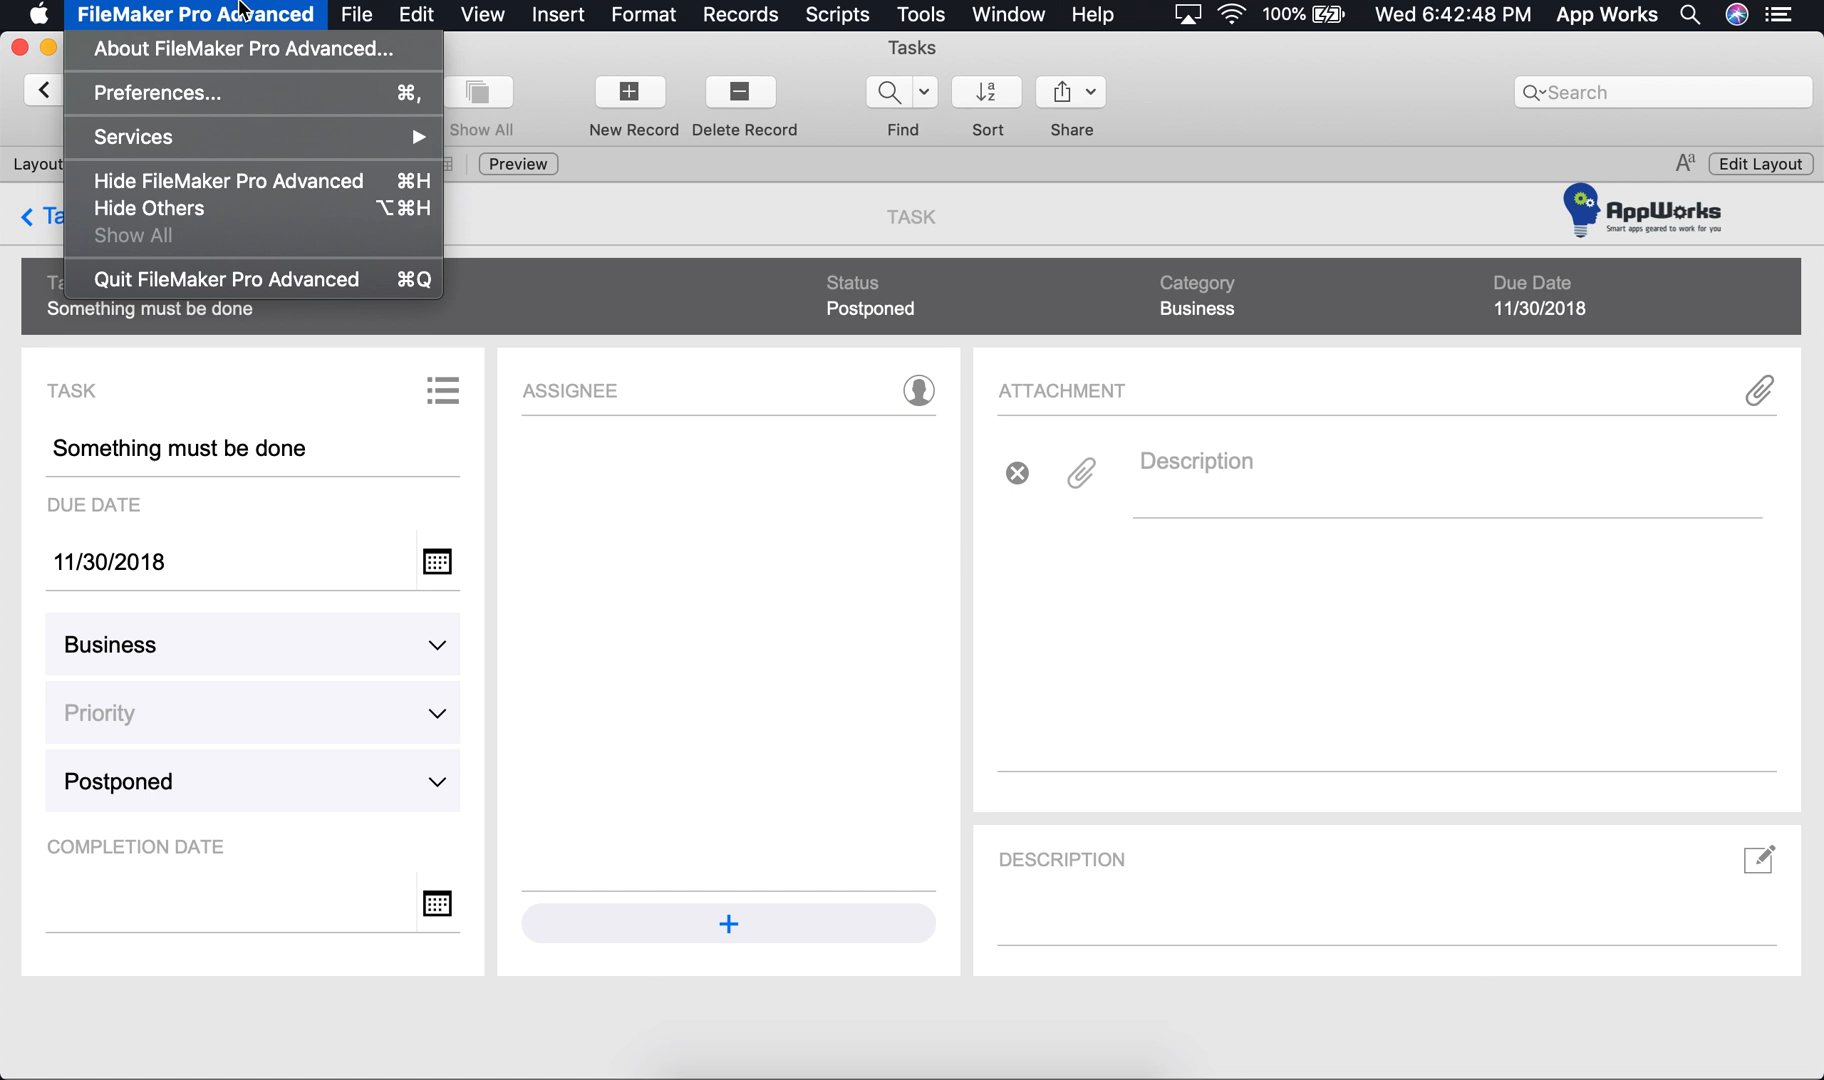 FileMaker Pro Advanced File Edit View Insert Format Records Scripts Tools Window Help 100% Wed 6:42:48 PM App Works
About FileMaker Pro Advanced...
Preferences... ⌘,
Services ▶
Hide FileMaker Pro Advanced ⌘H
Hide Others ⌥⌘H
Show All
Quit FileMaker Pro Advanced ⌘Q
Tasks
Show All New Record Delete Record Find Sort Share
Search
Layout Preview Aa Edit Layout
Ta TASK AppWorks
Smart apps geared to work for you
Ta Status Category Due Date
Something must be done Postponed Business 11/30/2018
TASK
Something must be done
DUE DATE
11/30/2018
Business
Priority
Postponed
COMPLETION DATE
ASSIGNEE
+
ATTACHMENT
Description
DESCRIPTION